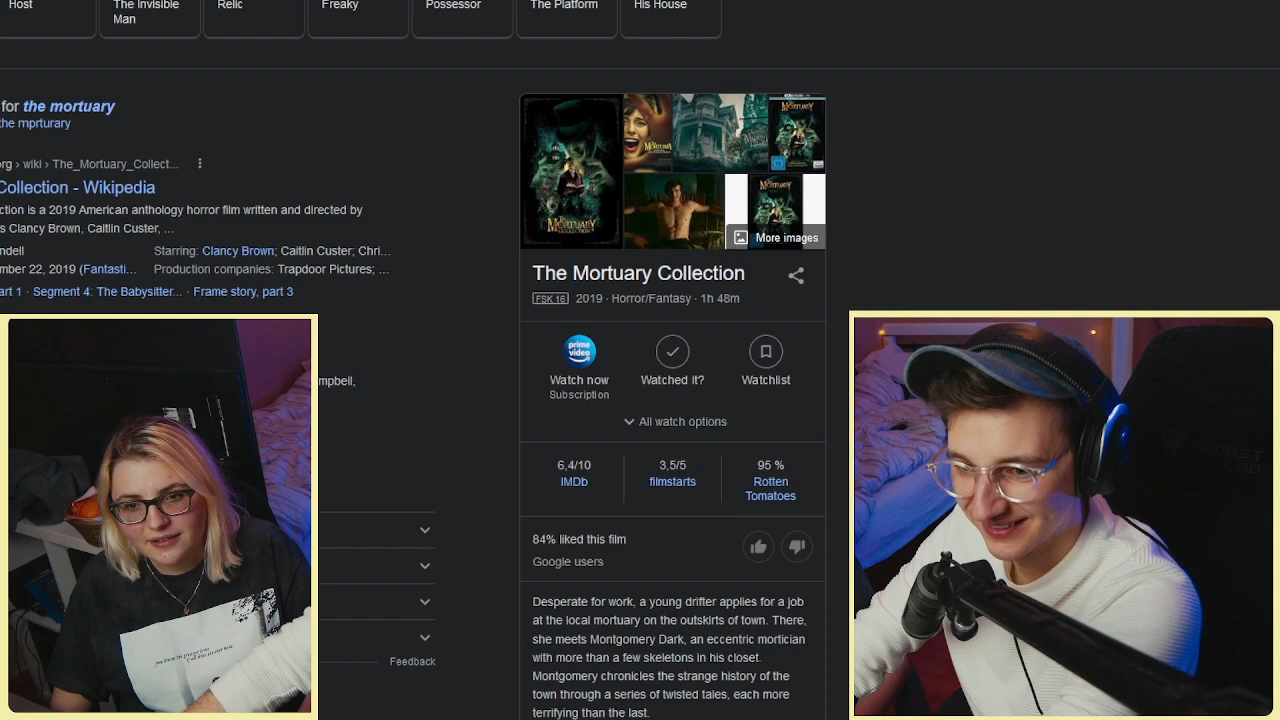 Host
The Invisible
Man
Relic
Freaky
Possessor
The Platform
His House
for the mortuary
the mprturary
org › wiki › The_Mortuary_Collect...
Collection - Wikipedia
ction is a 2019 American anthology horror film written and directed by
s Clancy Brown, Caitlin Custer, ...
ndell
Starring: Clancy Brown; Caitlin Custer; Chri...
mber 22, 2019 (Fantasti...
Production companies: Trapdoor Pictures; ...
art 1 · Segment 4: The Babysitter... · Frame story, part 3
mpbell,
Feedback
MORTUARY
More images
The Mortuary Collection
FSK 16 2019 · Horror/Fantasy · 1h 48m
prime
video
Watch now
Subscription
Watched it?
Watchlist
All watch options
6,4/10
IMDb
3,5/5
filmstarts
95 %
Rotten
Tomatoes
84% liked this film
Google users
Desperate for work, a young drifter applies for a job
at the local mortuary on the outskirts of town. There,
she meets Montgomery Dark, an eccentric mortician
with more than a few skeletons in his closet.
Montgomery chronicles the strange history of the
town through a series of twisted tales, each more
terrifying than the last.